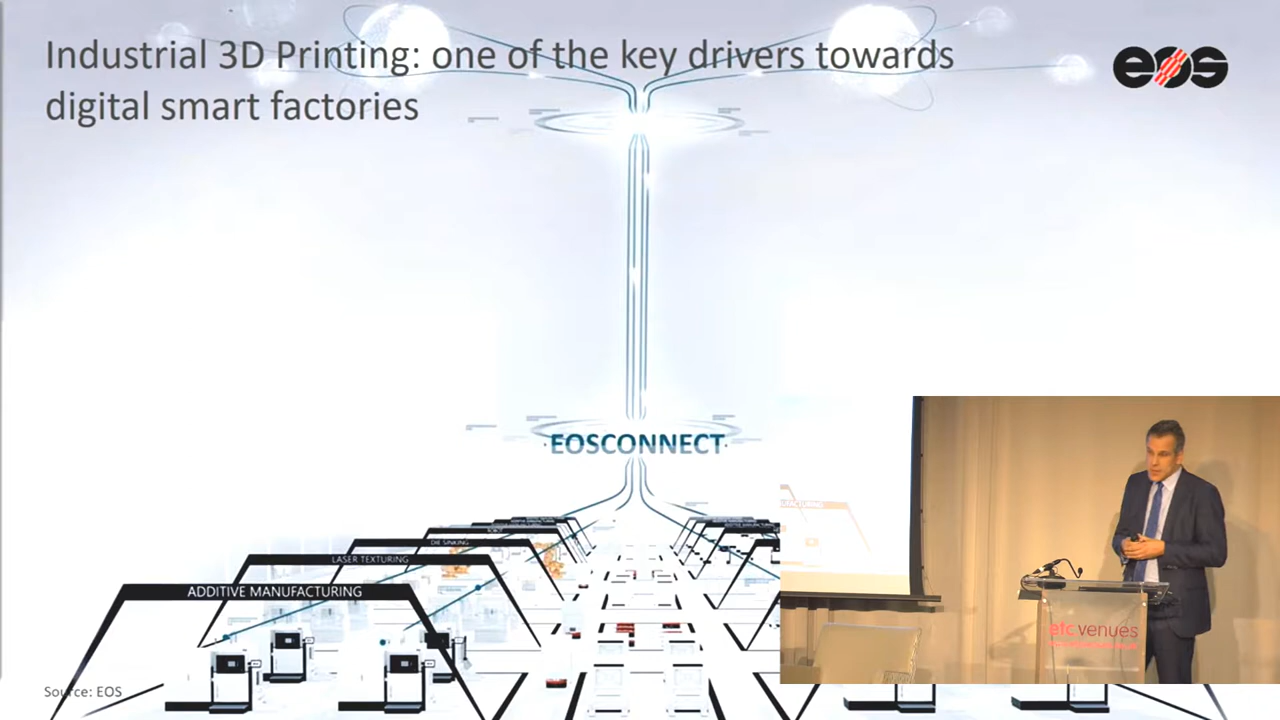 Industrial 3D Printing: one of the key drivers towards
digital smart factories
eos
EOSCONNECT
DIE SINKING
LASER TEXTURING
ADDITIVE MANUFACTURING
etc venues
Source: EOS